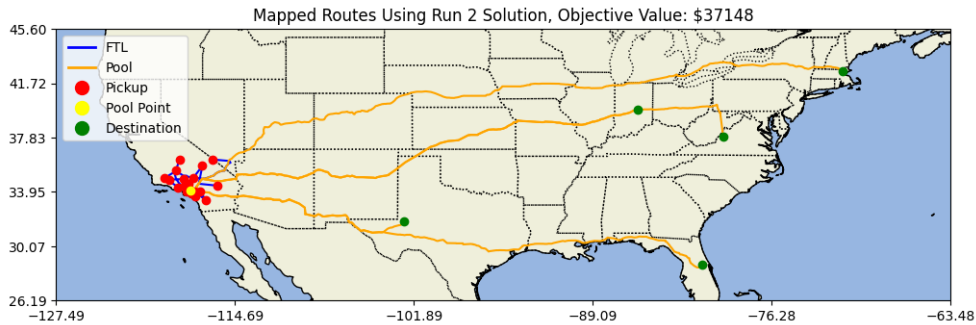 Mapped Routes Using Run 2 Solution, Objective Value: $37148
45.60
41.72
37.83
33.95
30.07
26.19
FTL
Pool
Pickup
Pool Point
Destination
−127.49
−114.69
−101.89
−89.09
−76.28
−63.48